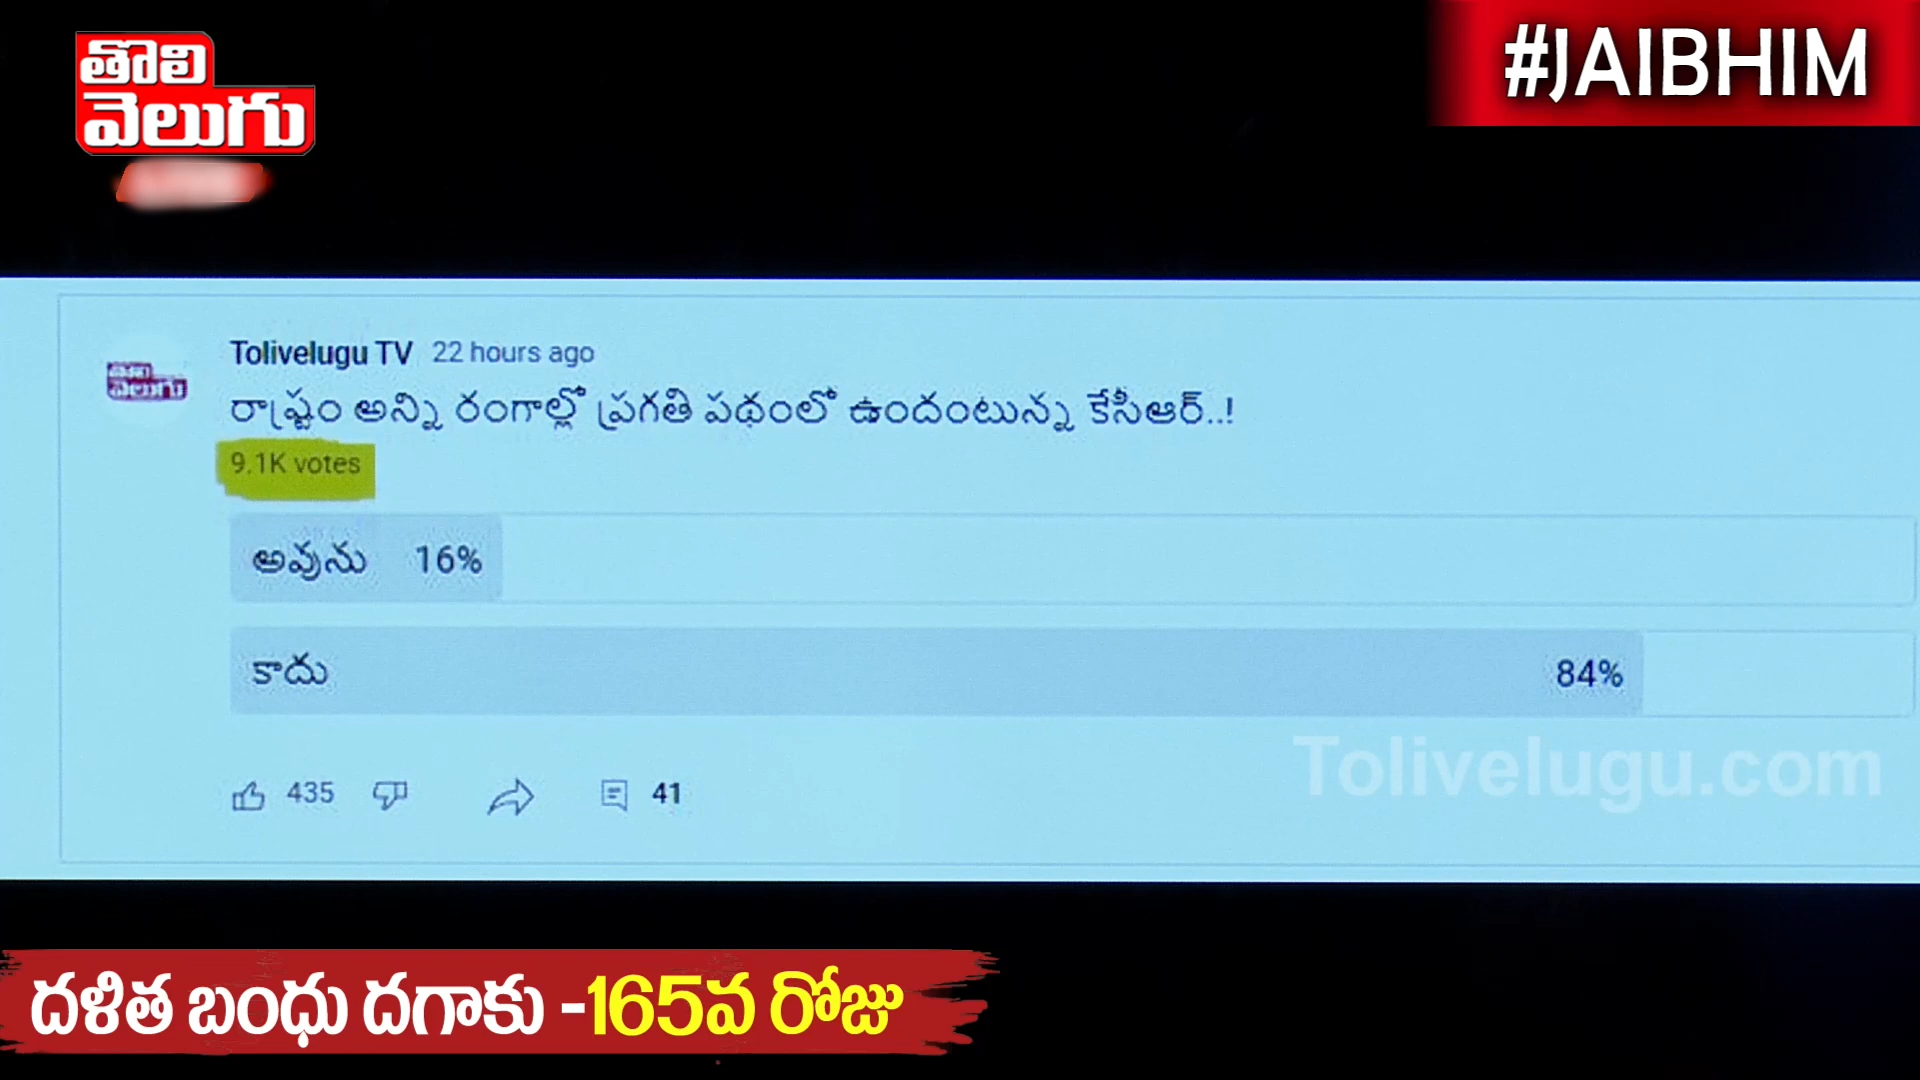 తొలి
వెలుగు
#JAIBHIM
తొలి
వెలుగు
Tolivelugu TV 22 hours ago
రాష్ట్రం అన్ని రంగాల్లో ప్రగతి పథంలో ఉందంటున్న కేసీఆర్..!
9.1K votes
అవును 16%
కాదు 84%
Tolivelugu.com
435 41
దళిత బంధు దగాకు -165వ రోజు